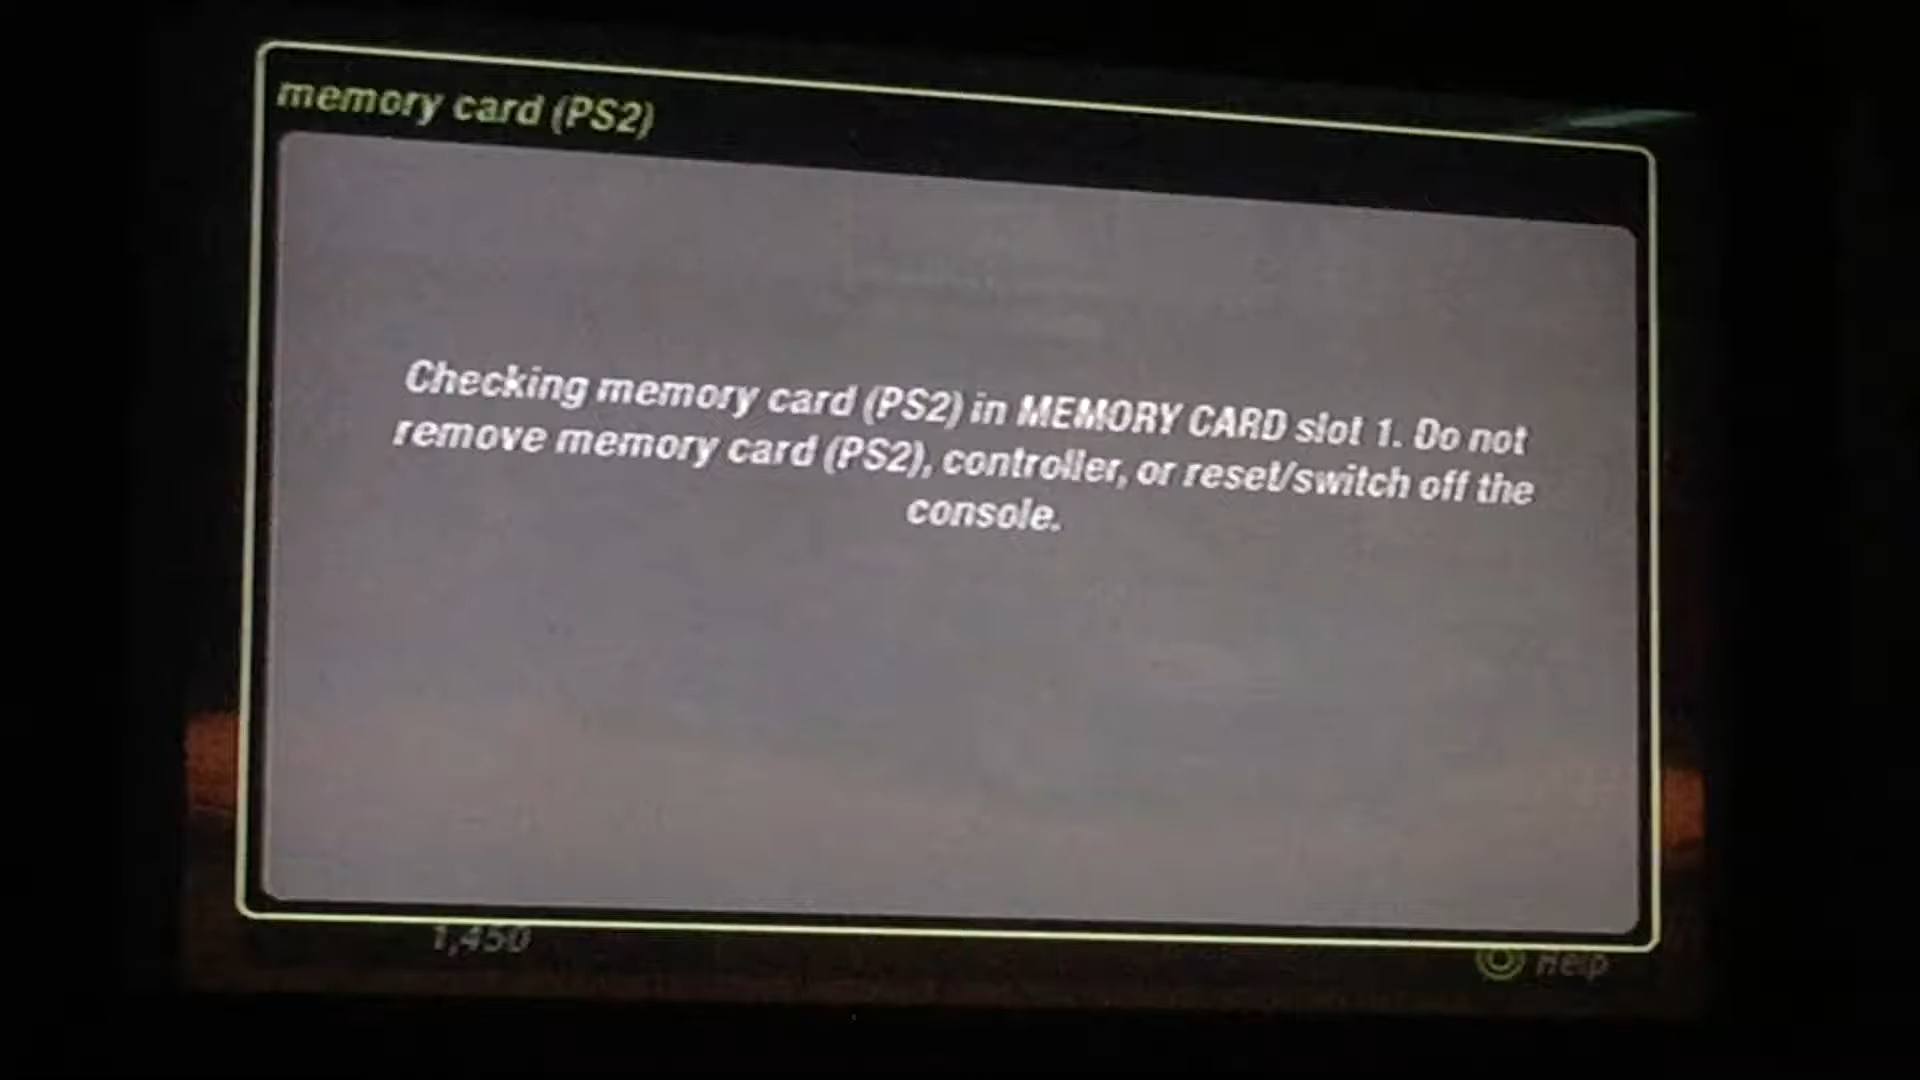 memory card (PS2)
Checking memory card (PS2) in MEMORY CARD slot 1. Do not
remove memory card (PS2), controller, or reset/switch off the
console.
1,450
Help